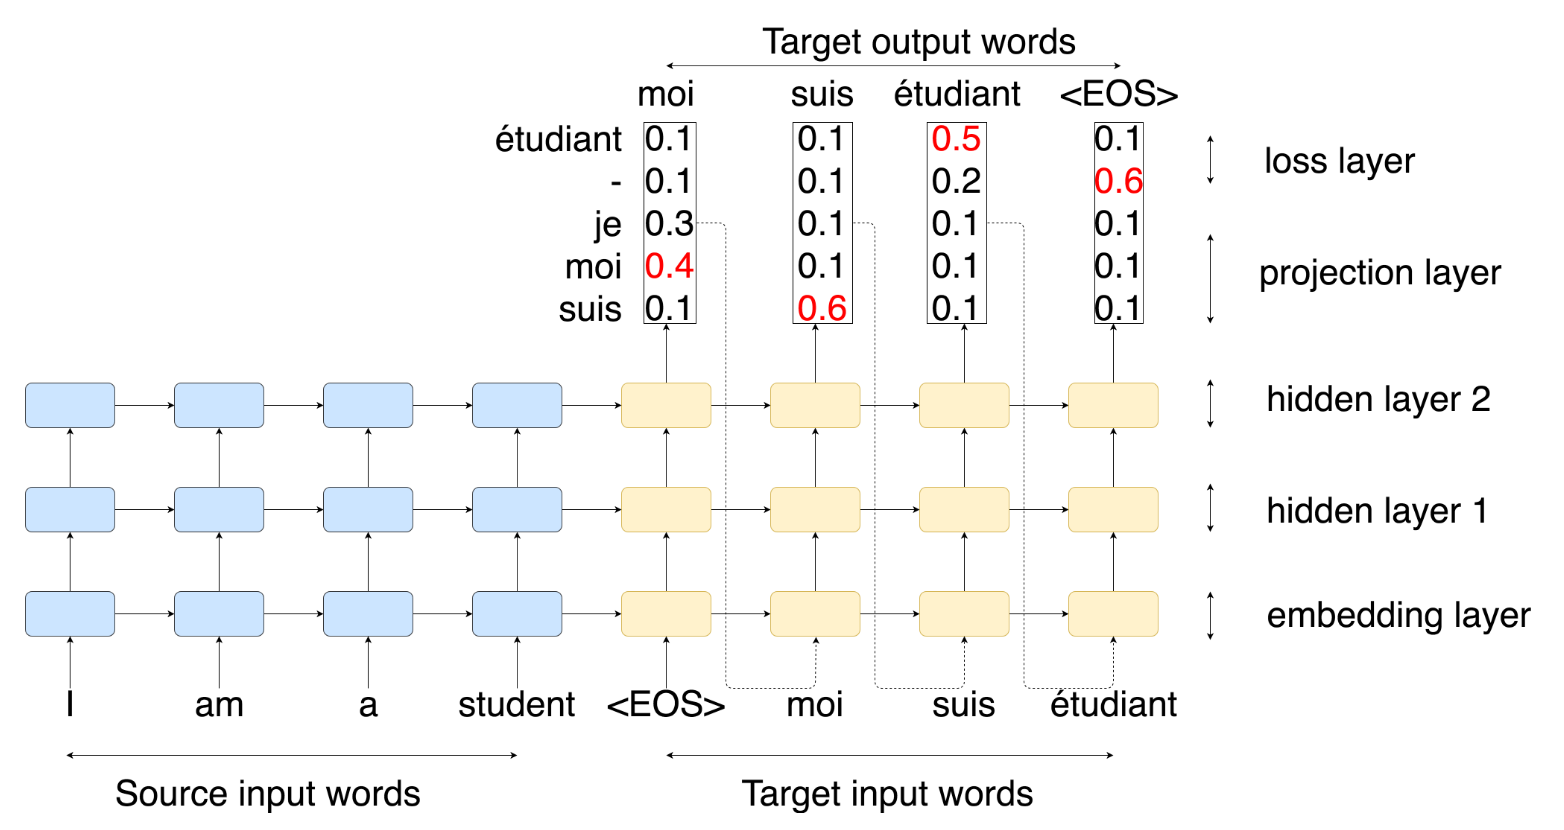 Target output words
moi suis étudiant <EOS>
étudiant 0.1 0.1 0.5 0.1 loss layer
- 0.1 0.1 0.2 0.6
je 0.3 0.1 0.1 0.1
moi 0.4 0.1 0.1 0.1 projection layer
suis 0.1 0.6 0.1 0.1
hidden layer 2
hidden layer 1
embedding layer
I am a student <EOS> moi suis étudiant
Source input words Target input words